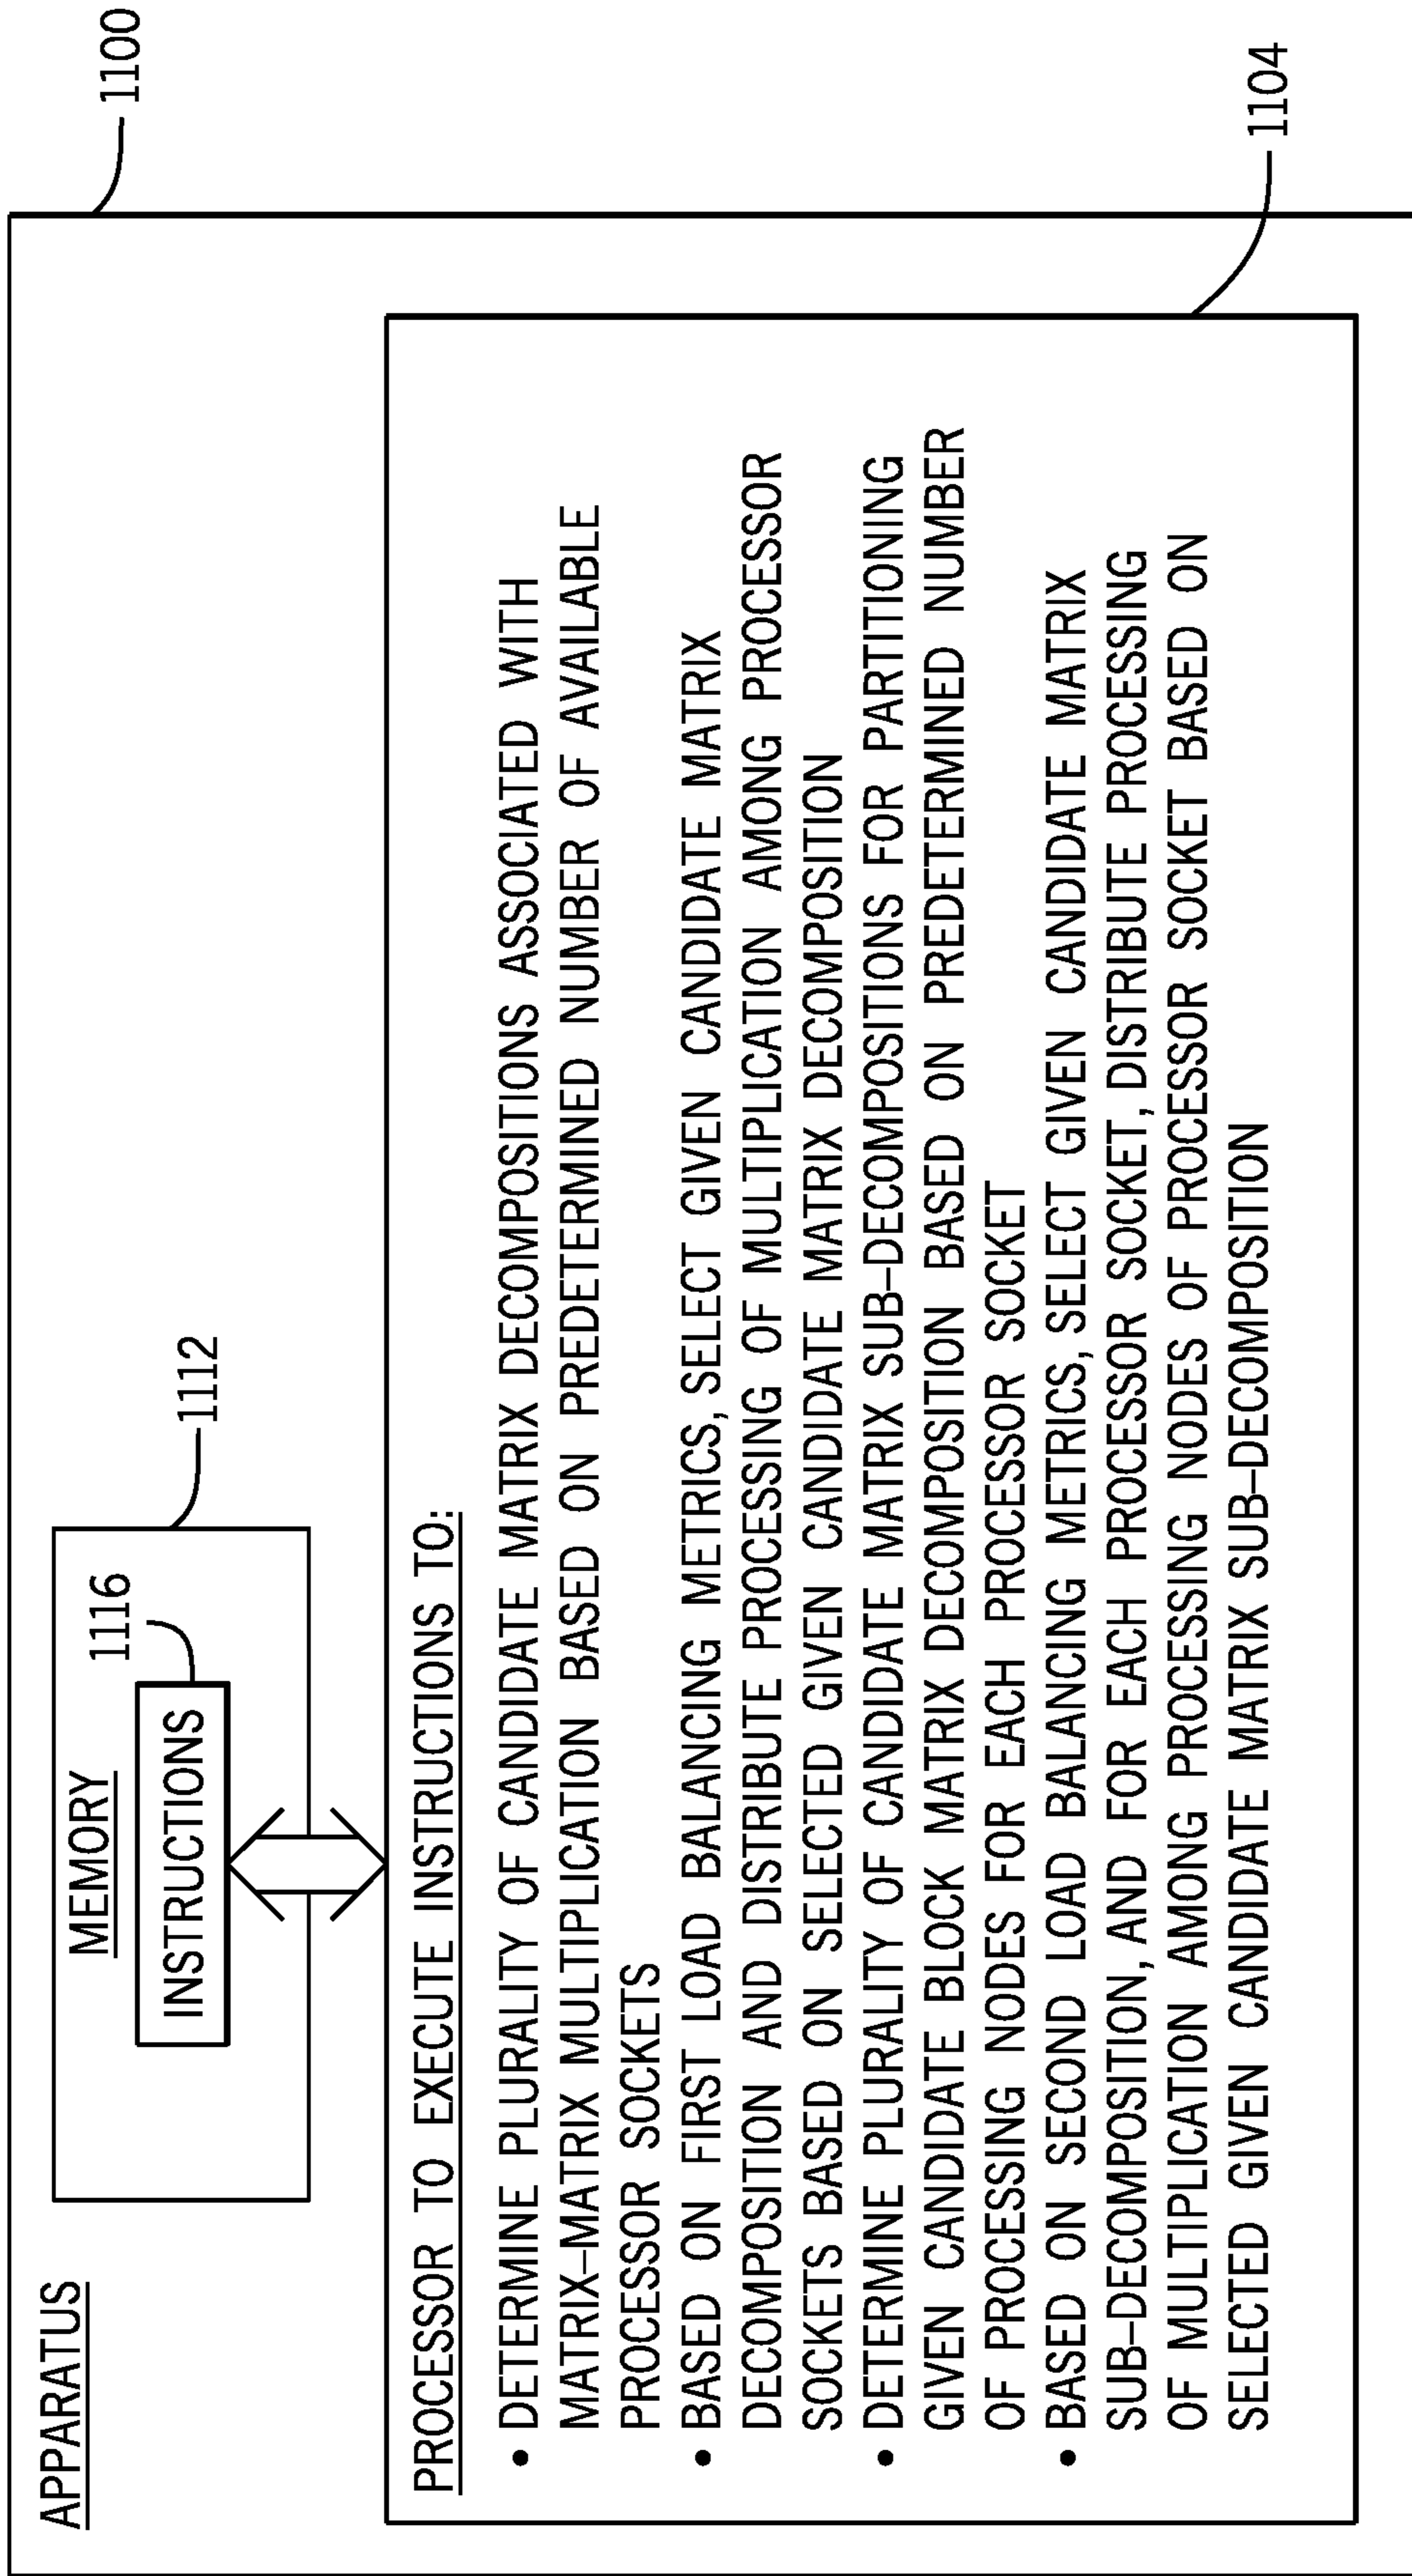 APPARATUS
1100
MEMORY
1116
INSTRUCTIONS
1112
PROCESSOR TO EXECUTE INSTRUCTIONS TO:
• DETERMINE PLURALITY OF CANDIDATE MATRIX DECOMPOSITIONS ASSOCIATED WITH
MATRIX–MATRIX MULTIPLICATION BASED ON PREDETERMINED NUMBER OF AVAILABLE
PROCESSOR SOCKETS
• BASED ON FIRST LOAD BALANCING METRICS, SELECT GIVEN CANDIDATE MATRIX
DECOMPOSITION AND DISTRIBUTE PROCESSING OF MULTIPLICATION AMONG PROCESSOR
SOCKETS BASED ON SELECTED GIVEN CANDIDATE MATRIX DECOMPOSITION
• DETERMINE PLURALITY OF CANDIDATE MATRIX SUB–DECOMPOSITIONS FOR PARTITIONING
GIVEN CANDIDATE BLOCK MATRIX DECOMPOSITION BASED ON PREDETERMINED NUMBER
OF PROCESSING NODES FOR EACH PROCESSOR SOCKET
• BASED ON SECOND LOAD BALANCING METRICS, SELECT GIVEN CANDIDATE MATRIX
SUB–DECOMPOSITION, AND FOR EACH PROCESSOR SOCKET, DISTRIBUTE PROCESSING
OF MULTIPLICATION AMONG PROCESSING NODES OF PROCESSOR SOCKET BASED ON
SELECTED GIVEN CANDIDATE MATRIX SUB–DECOMPOSITION
1104